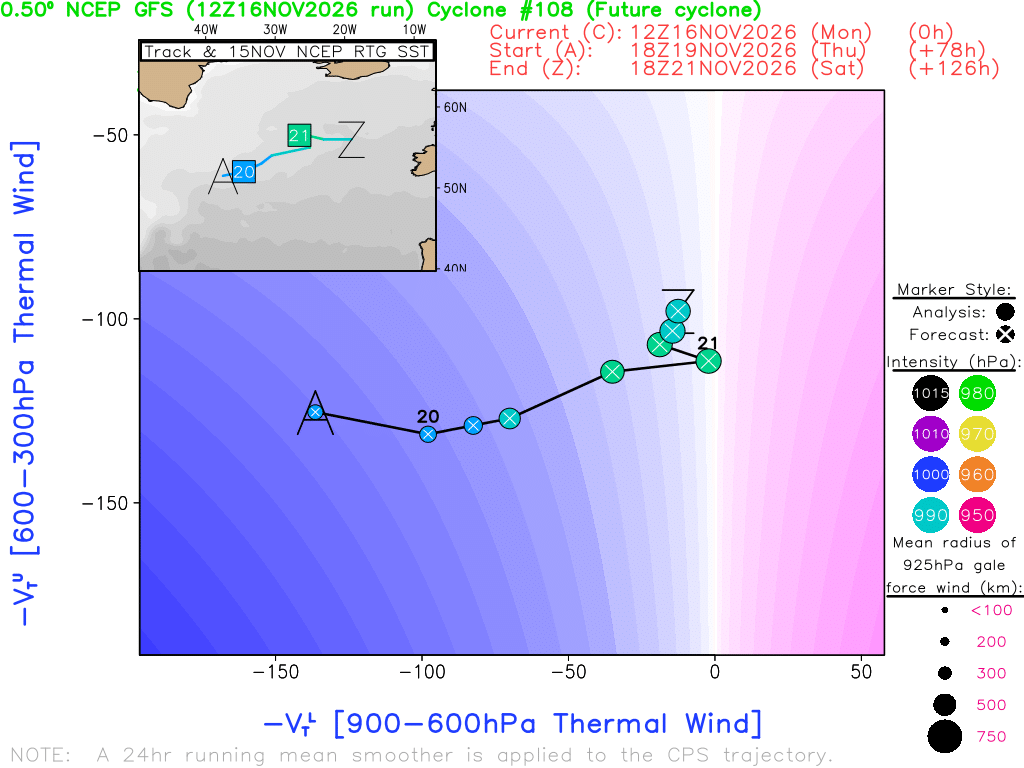 0.50° NCEP GFS (12Z16NOV2026 run) Cyclone #108 (Future cyclone)
Current (C): 12Z16NOV2026 (Mon) (0h)
Start (A): 18Z19NOV2026 (Thu) (+78h)
End (Z): 18Z21NOV2026 (Sat) (+126h)
40W 30W 20W 10W
Track & 15NOV NCEP RTG SST
60N
50N
40N
A 20 21 Z
−50
−100
−150
−V_T^U [600−300hPa Thermal Wind]
A 20 21 Z
−150 −100 −50 0 50
−V_T^L [900−600hPa Thermal Wind]
Marker Style:
Analysis:
Forecast:
Intensity (hPa):
1015 980
1010 970
1000 960
990 950
Mean radius of
925hPa gale
force wind (km):
<100
200
300
500
750
NOTE: A 24hr running mean smoother is applied to the CPS trajectory.